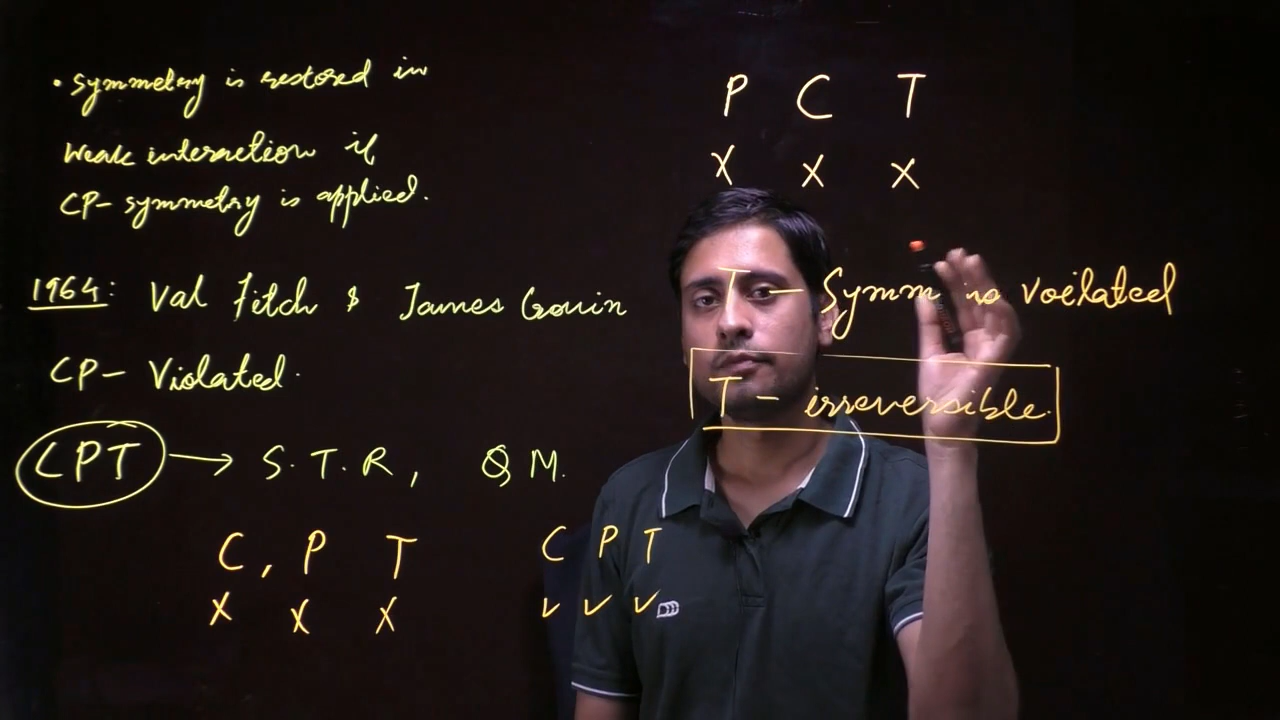 • Symmetry is restored in
Weak interaction if
CP- symmetry is applied.
1964: Val Fitch & James Gronin
CP- Violated.
CPT → S.T.R, Q M.
C, P T
X X X
C P T
✓ ✓ ✓
P C T
X X X
T - Symm is voilated
T - irreversible.